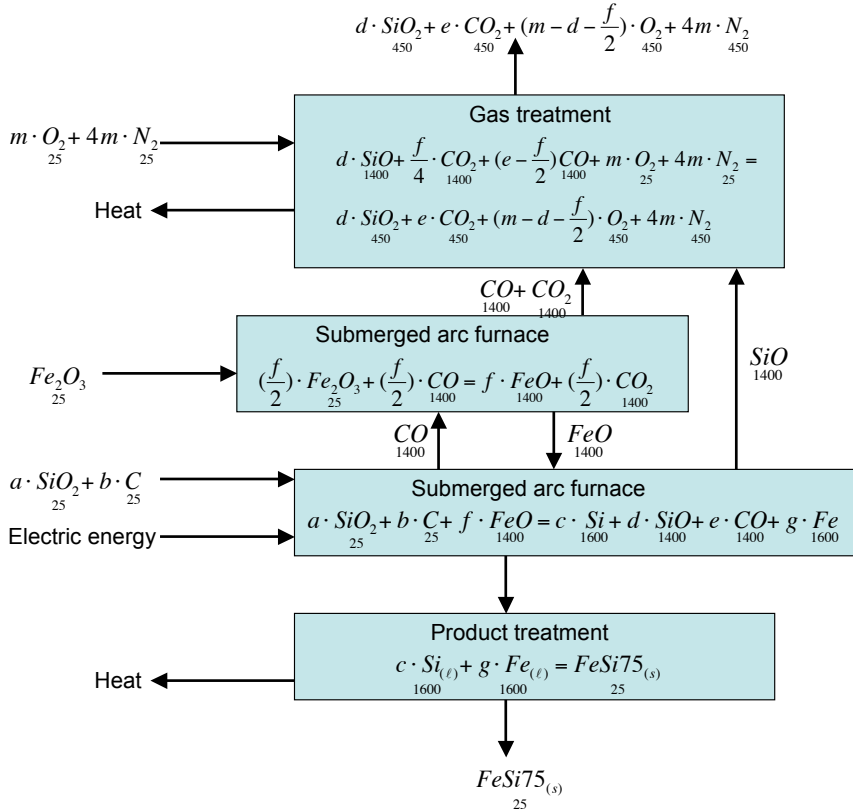 d · SiO₂ + e · CO₂ + (m − d − f/2) · O₂ + 4m · N₂
450 450 450 450
Gas treatment
m · O₂ + 4m · N₂
25 25
d · SiO + f/4 · CO₂ + (e − f/2)CO + m · O₂ + 4m · N₂ =
1400 1400 1400 25 25
Heat
d · SiO₂ + e · CO₂ + (m − d − f/2) · O₂ + 4m · N₂
450 450 450 450
CO + CO₂
1400 1400
Submerged arc furnace
SiO
1400
Fe₂O₃
25
(f/2) · Fe₂O₃ + (f/2) · CO = f · FeO + (f/2) · CO₂
25 1400 1400 1400
CO
1400
FeO
1400
a · SiO₂ + b · C
25 25
Submerged arc furnace
Electric energy
a · SiO₂ + b · C + f · FeO = c · Si + d · SiO + e · CO + g · Fe
25 25 1400 1600 1400 1400 1600
Product treatment
c · Si(ℓ) + g · Fe(ℓ) = FeSi75(s)
1600 1600 25
Heat
FeSi75(s)
25